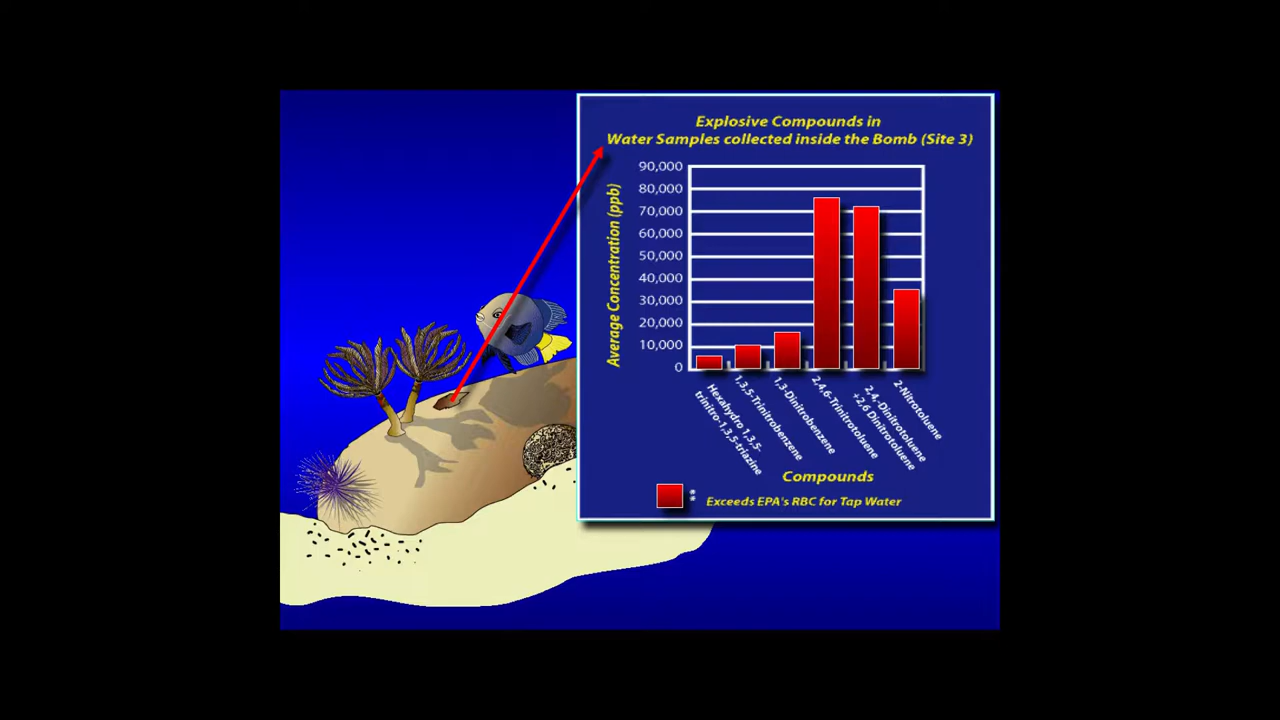 Explosive Compounds in
Water Samples collected inside the Bomb (Site 3)
Average Concentration (ppb)
90,000
80,000
70,000
60,000
50,000
40,000
30,000
20,000
10,000
0
Hexahydro 1,3,5-
trinitro-1,3,5-triazine
1,3,5-Trinitrobenzene
1,3-Dinitrobenzene
2,4,6-Trinitrotoluene
2,4,-Dinitrotoluene
+2,6 Dinitrotoluene
2-Nitrotoluene
Compounds
** Exceeds EPA's RBC for Tap Water